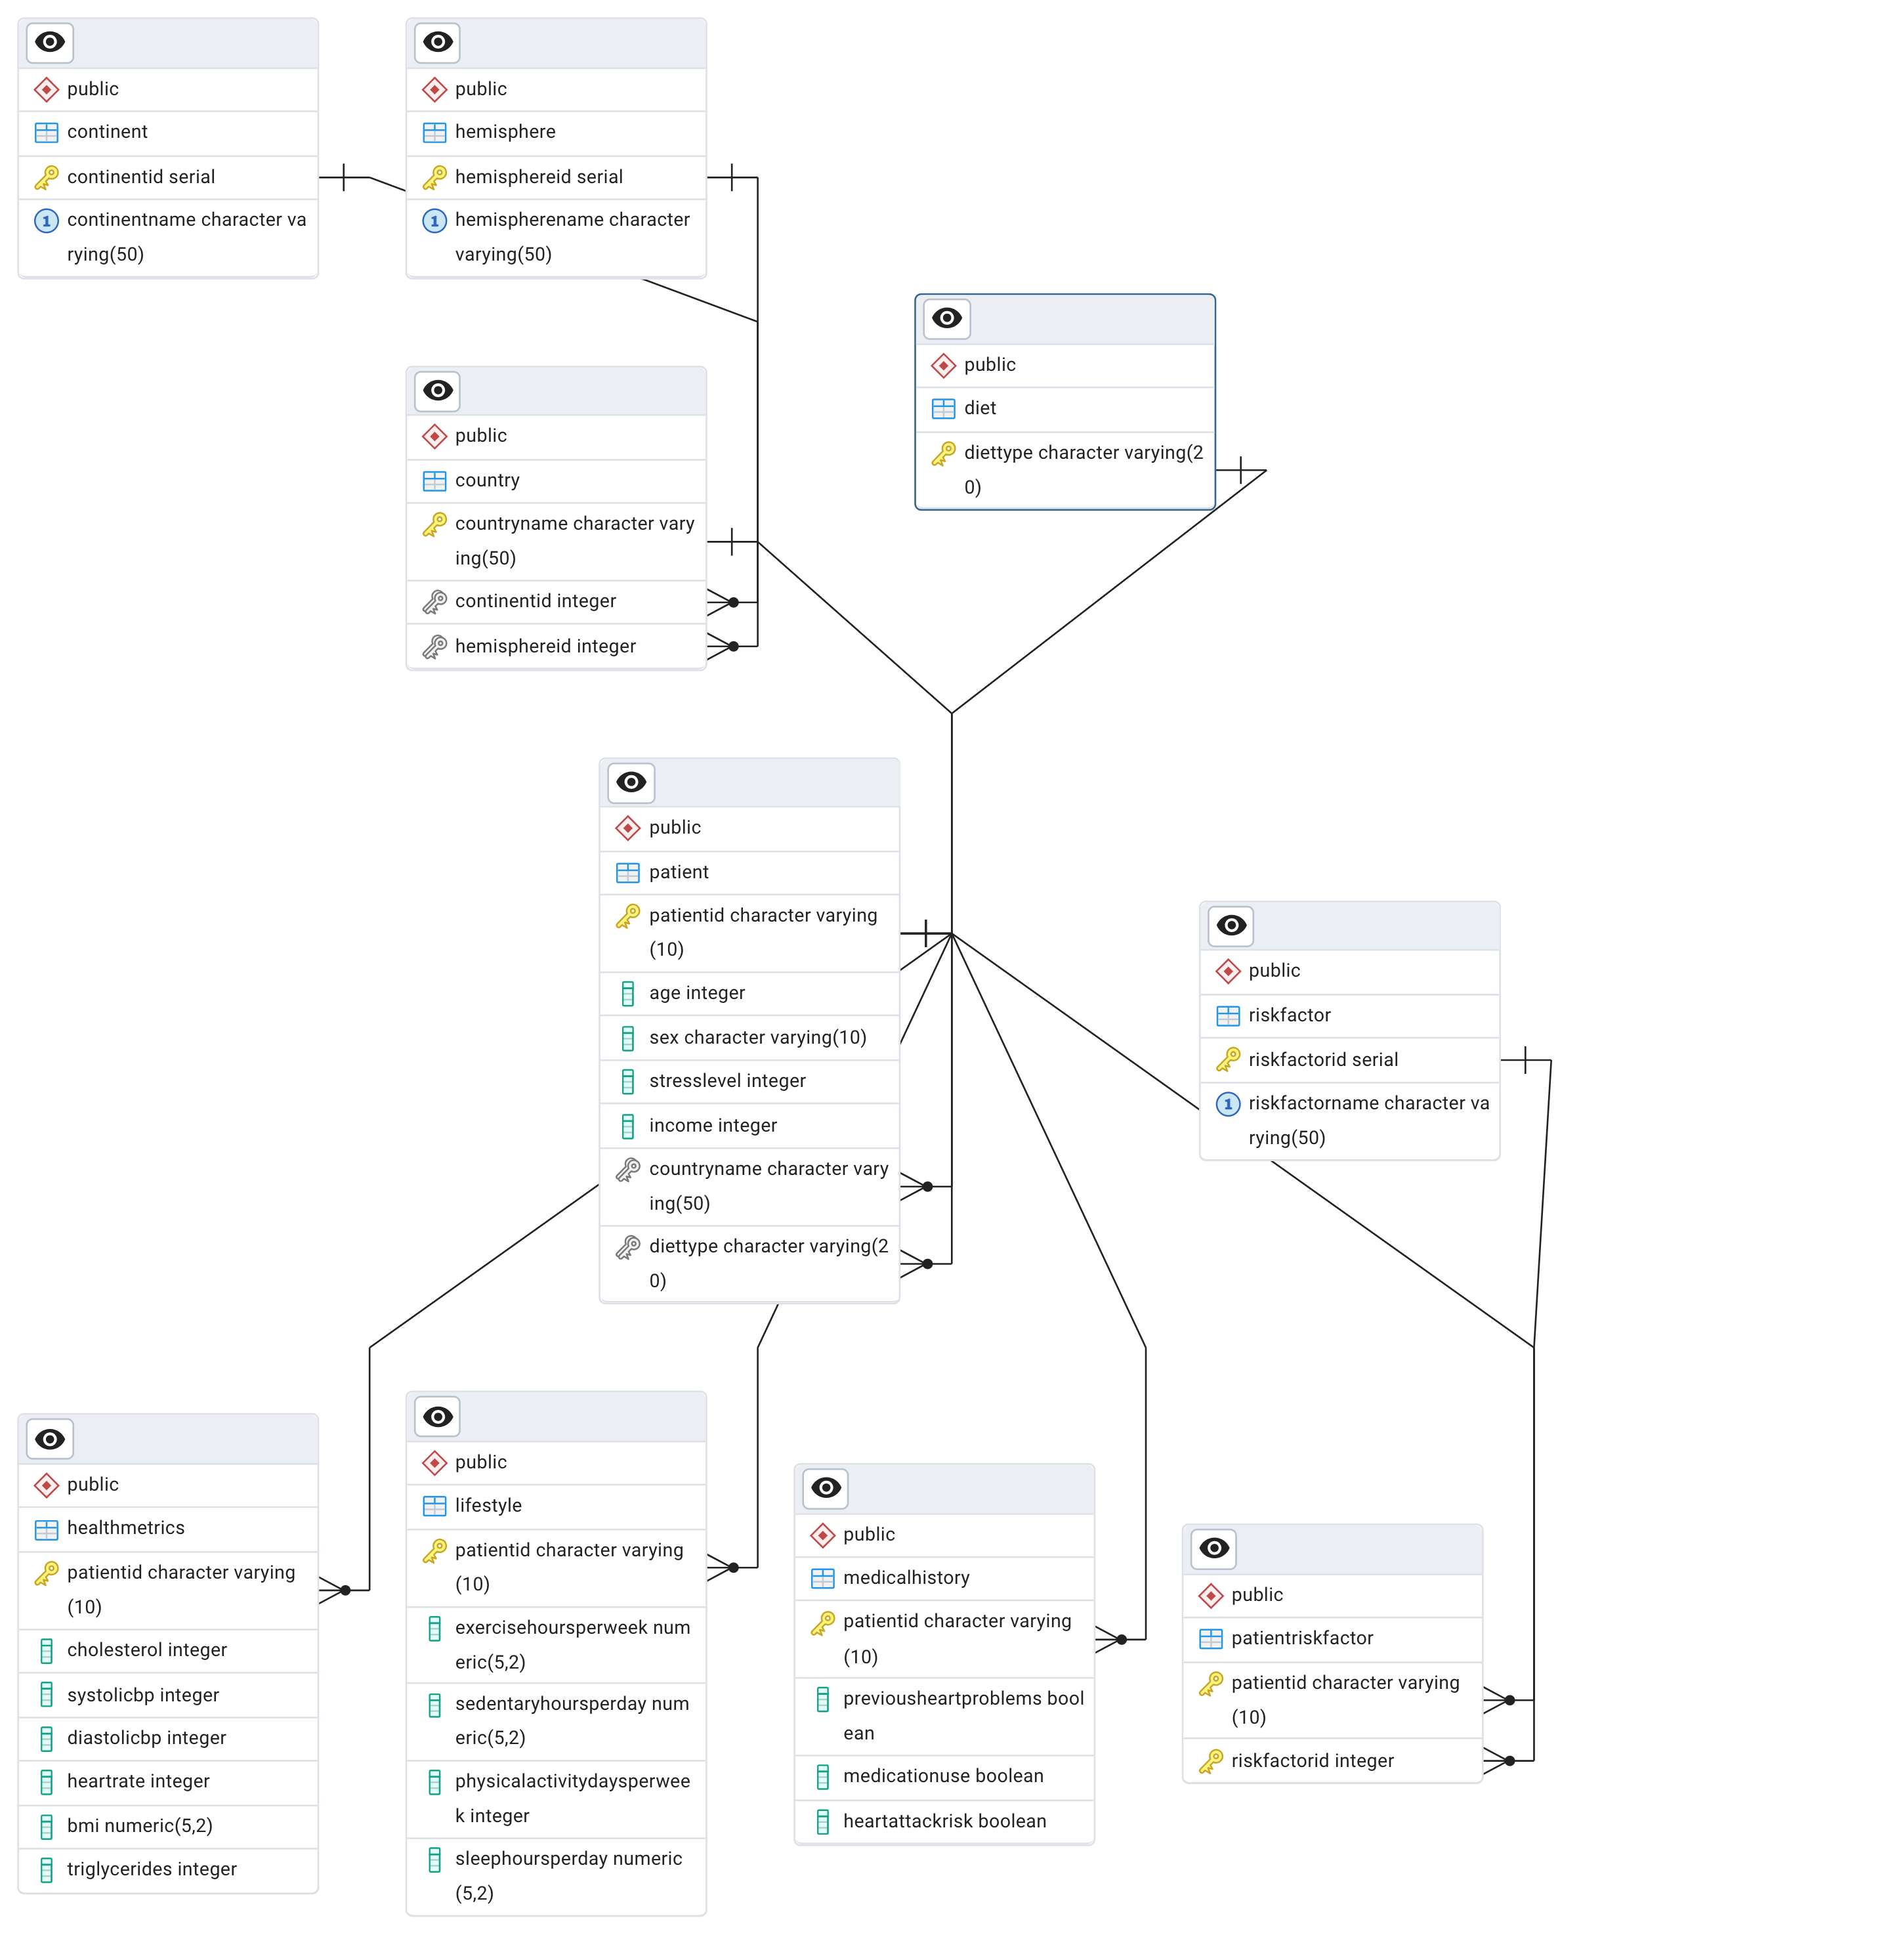 public
continent
continentid serial
1 continentname character va
rying(50)
public
hemisphere
hemisphereid serial
1 hemispherename character
varying(50)
public
diet
diettype character varying(2
0)
public
country
countryname character vary
ing(50)
continentid integer
hemisphereid integer
public
patient
patientid character varying
(10)
age integer
sex character varying(10)
stresslevel integer
income integer
countryname character vary
ing(50)
diettype character varying(2
0)
public
riskfactor
riskfactorid serial
1 riskfactorname character va
rying(50)
public
healthmetrics
patientid character varying
(10)
cholesterol integer
systolicbp integer
diastolicbp integer
heartrate integer
bmi numeric(5,2)
triglycerides integer
public
lifestyle
patientid character varying
(10)
exercisehoursperweek num
eric(5,2)
sedentaryhoursperday num
eric(5,2)
physicalactivitydaysperwee
k integer
sleephoursperday numeric
(5,2)
public
medicalhistory
patientid character varying
(10)
previousheartproblems bool
ean
medicationuse boolean
heartattackrisk boolean
public
patientriskfactor
patientid character varying
(10)
riskfactorid integer